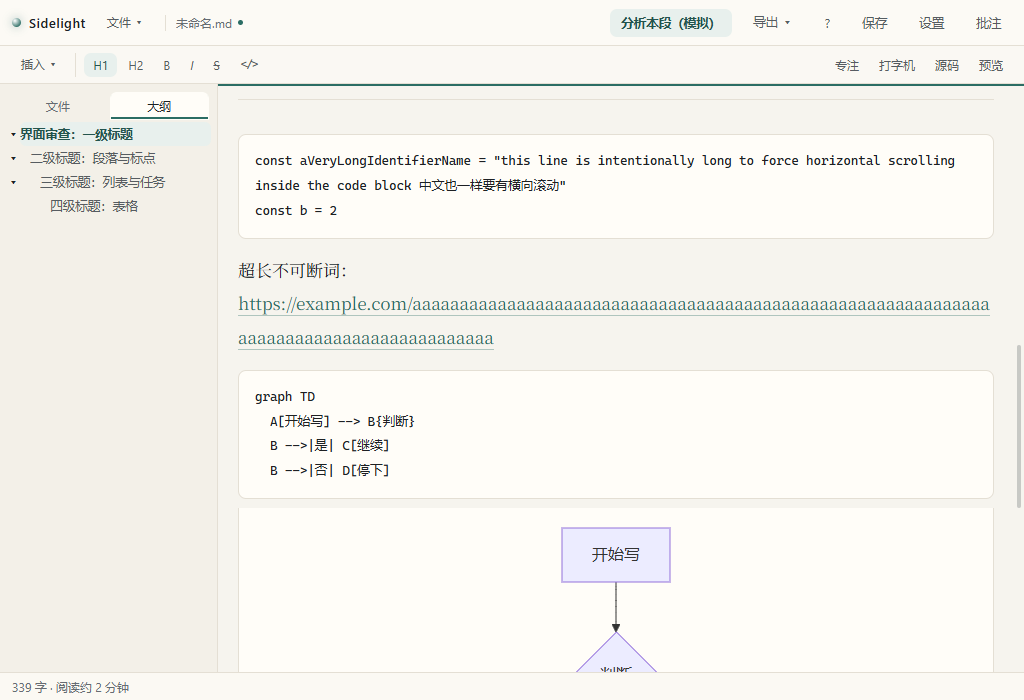 Sidelight 文件 未命名.md 分析本段（模拟） 导出 ? 保存 设置 批注
插入 H1 H2 B I S </> 专注 打字机 源码 预览
文件 大纲
界面审查：一级标题
二级标题：段落与标点
三级标题：列表与任务
四级标题：表格
const aVeryLongIdentifierName = "this line is intentionally long to force horizontal scrolling
inside the code block 中文也一样要有横向滚动"
const b = 2
超长不可断词：
https://example.com/aaaaaaaaaaaaaaaaaaaaaaaaaaaaaaaaaaaaaaaaaaaaaaaaaaaaaaaaaaaaa
aaaaaaaaaaaaaaaaaaaaaaaaaaa
graph TD
A[开始写] --> B{判断}
B -->|是| C[继续]
B -->|否| D[停下]
开始写
判断
339 字 · 阅读约 2 分钟